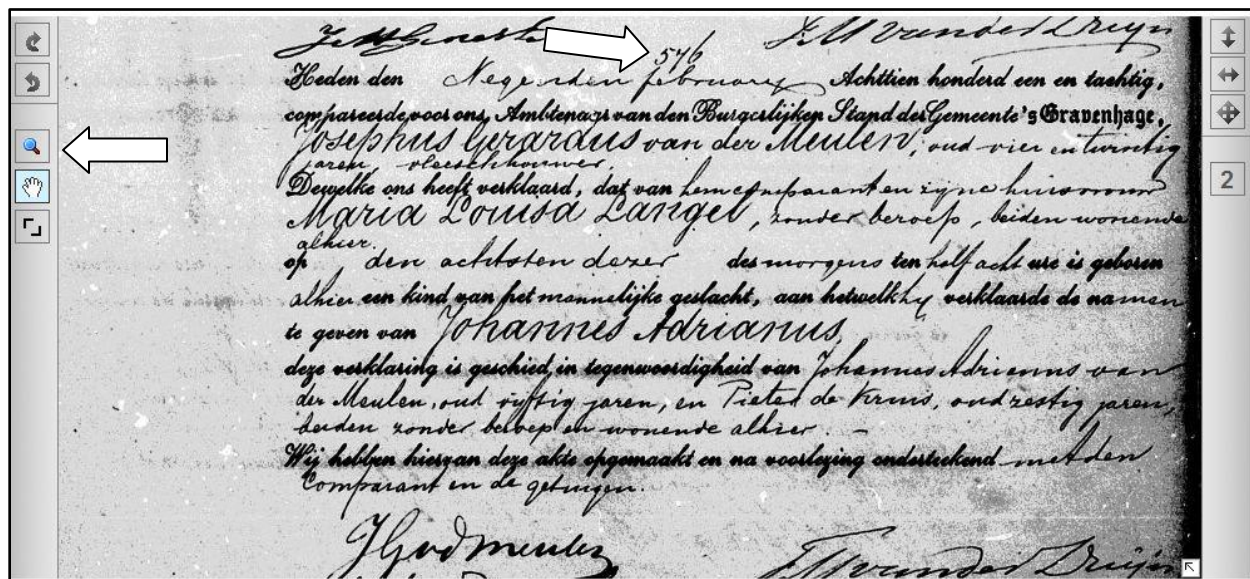 546
Heden den Negenden february Achttien honderd een en tachtig,
compareerde voor ons, Ambtenaar van den Burgerlijken Stand der Gemeente 's Gravenhage,
Josephus Gerardus van der Meulen, oud vier en twintig
jaren, vleeschhouwer,
Dewelke ons heeft verklaard, dat van hem comparant en zijne huisvrouw
Maria Louisa Langel, zonder beroep, beiden wonende
alhier.
op den achtsten dezer des morgens ten half acht ure is geboren
alhier een kind van het mannelijke geslacht, aan hetwelk hij verklaarde de namen
te geven van Johannes Adrianus,
deze verklaring is geschied in tegenwoordigheid van Johannes Adrianus van
der Meulen, oud vijftig jaren, en Pieter de Kruis, oud zestig jaren,
beiden zonder beroep en wonende alhier. -
Wij hebben hiervan deze akte opgemaakt en na voorlezing onderteekend met den
Comparant en de getuigen.
2